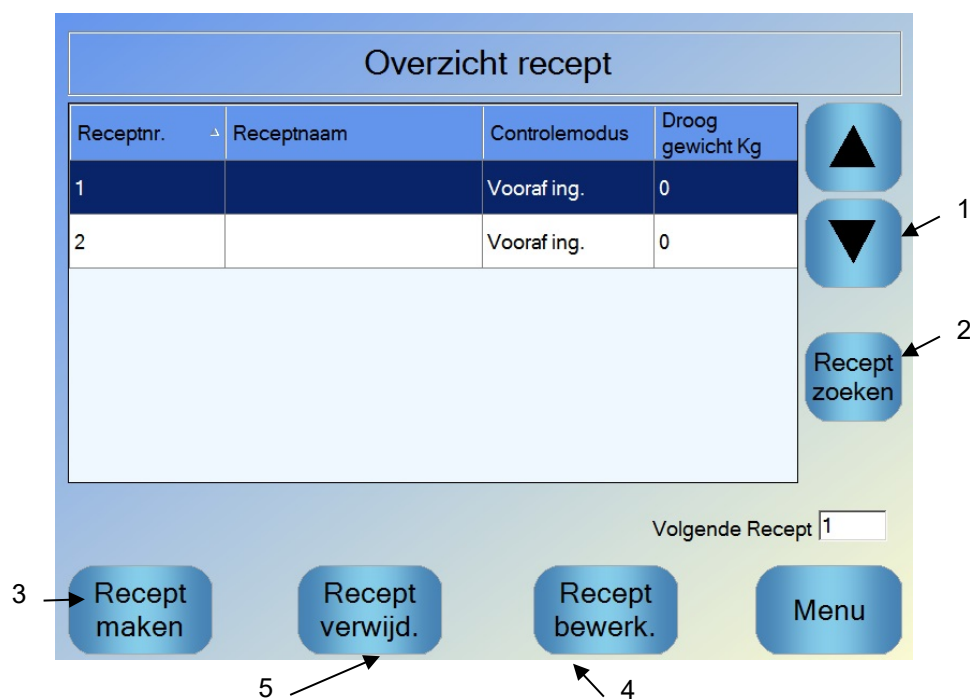 Overzicht recept
Receptnr. Receptnaam Controlemodus Droog gewicht Kg
1 Vooraf ing. 0
2 Vooraf ing. 0
1
2
Recept
zoeken
Volgende Recept 1
3
Recept
maken
Recept
verwijd.
Recept
bewerk.
Menu
5
4